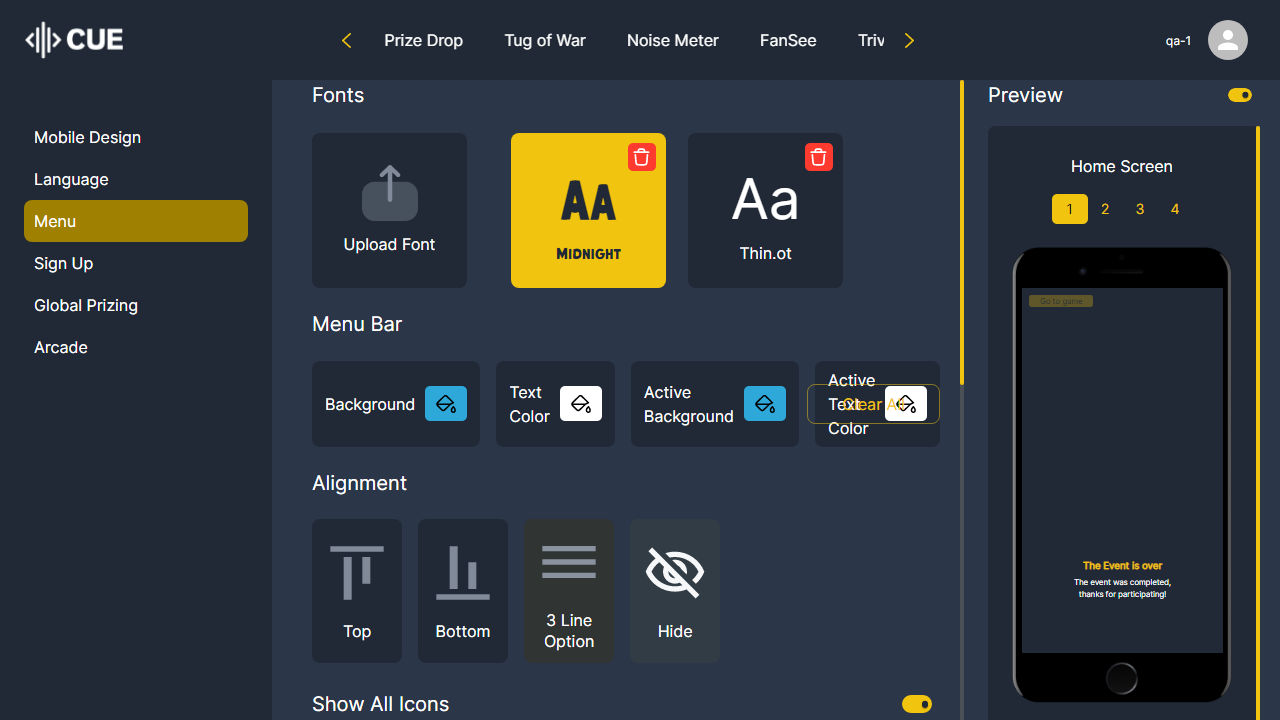 CUE
Prize Drop
Tug of War
Noise Meter
FanSee
Triv
qa-1
Mobile Design
Language
Menu
Sign Up
Global Prizing
Arcade
Fonts
Upload Font
AA
MIDNIGHT
Aa
Thin.ot
Menu Bar
Background
Text
Color
Active
Background
Active
Text
Color
Clear All
Alignment
Top
Bottom
3 Line
Option
Hide
Show All Icons
Preview
Home Screen
1 2 3 4
Go to game
The Event is over
The event was completed,
thanks for participating!